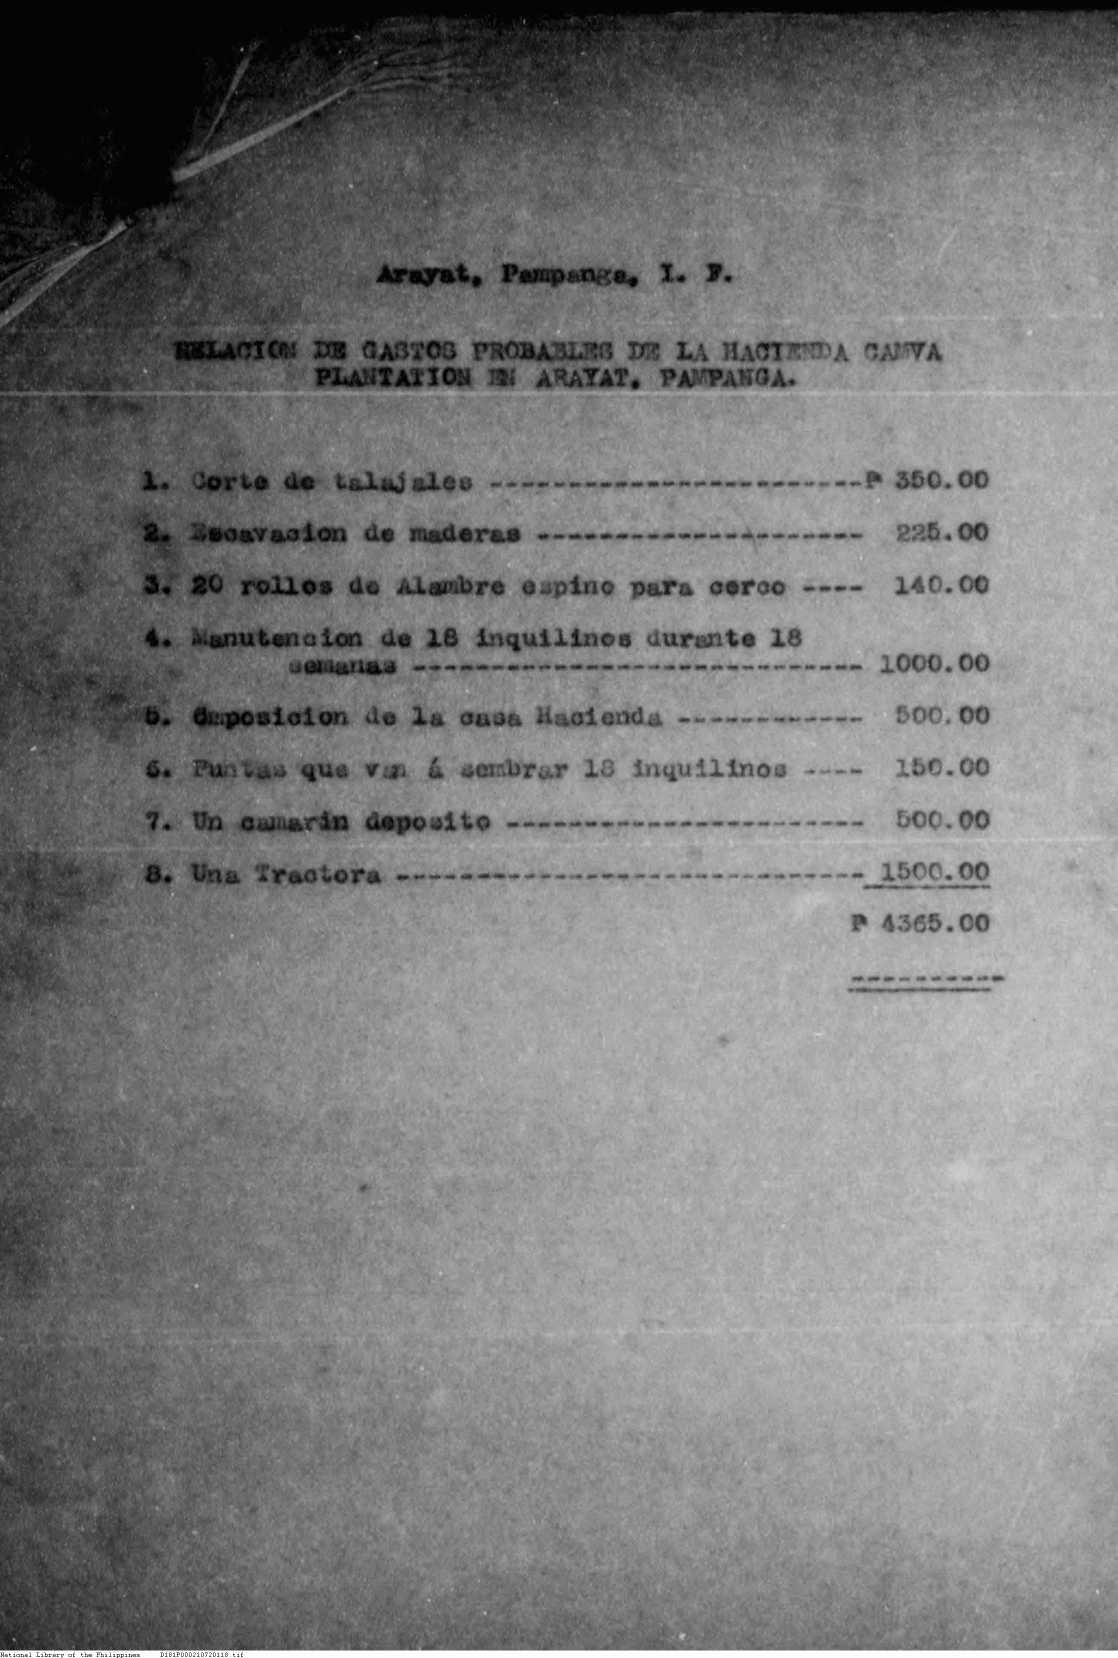 Arayat, Pampanga, I. F.
RELACION DE GASTOS PROBABLES DE LA HACIENDA CAMVA
PLANTATION EN ARAYAT, PAMPANGA.
1. Corte de talajales ------------------------ ₱ 350.00
2. Escavacion de maderas --------------------- 225.00
3. 20 rollos de Alambre espino para cerco ---- 140.00
4. Manutencion de 18 inquilinos durante 18
semanas ----------------------------- 1000.00
5. posicion de la casa Hacienda ------------ 500.00
6. Puntas que van á sembrar 18 inquilinos ---- 150.00
7. Un camarin deposito ----------------------- 500.00
8. Una Tractora ------------------------------ 1500.00
₱ 4365.00
National Library of the Philippines D181P000210720118.tif